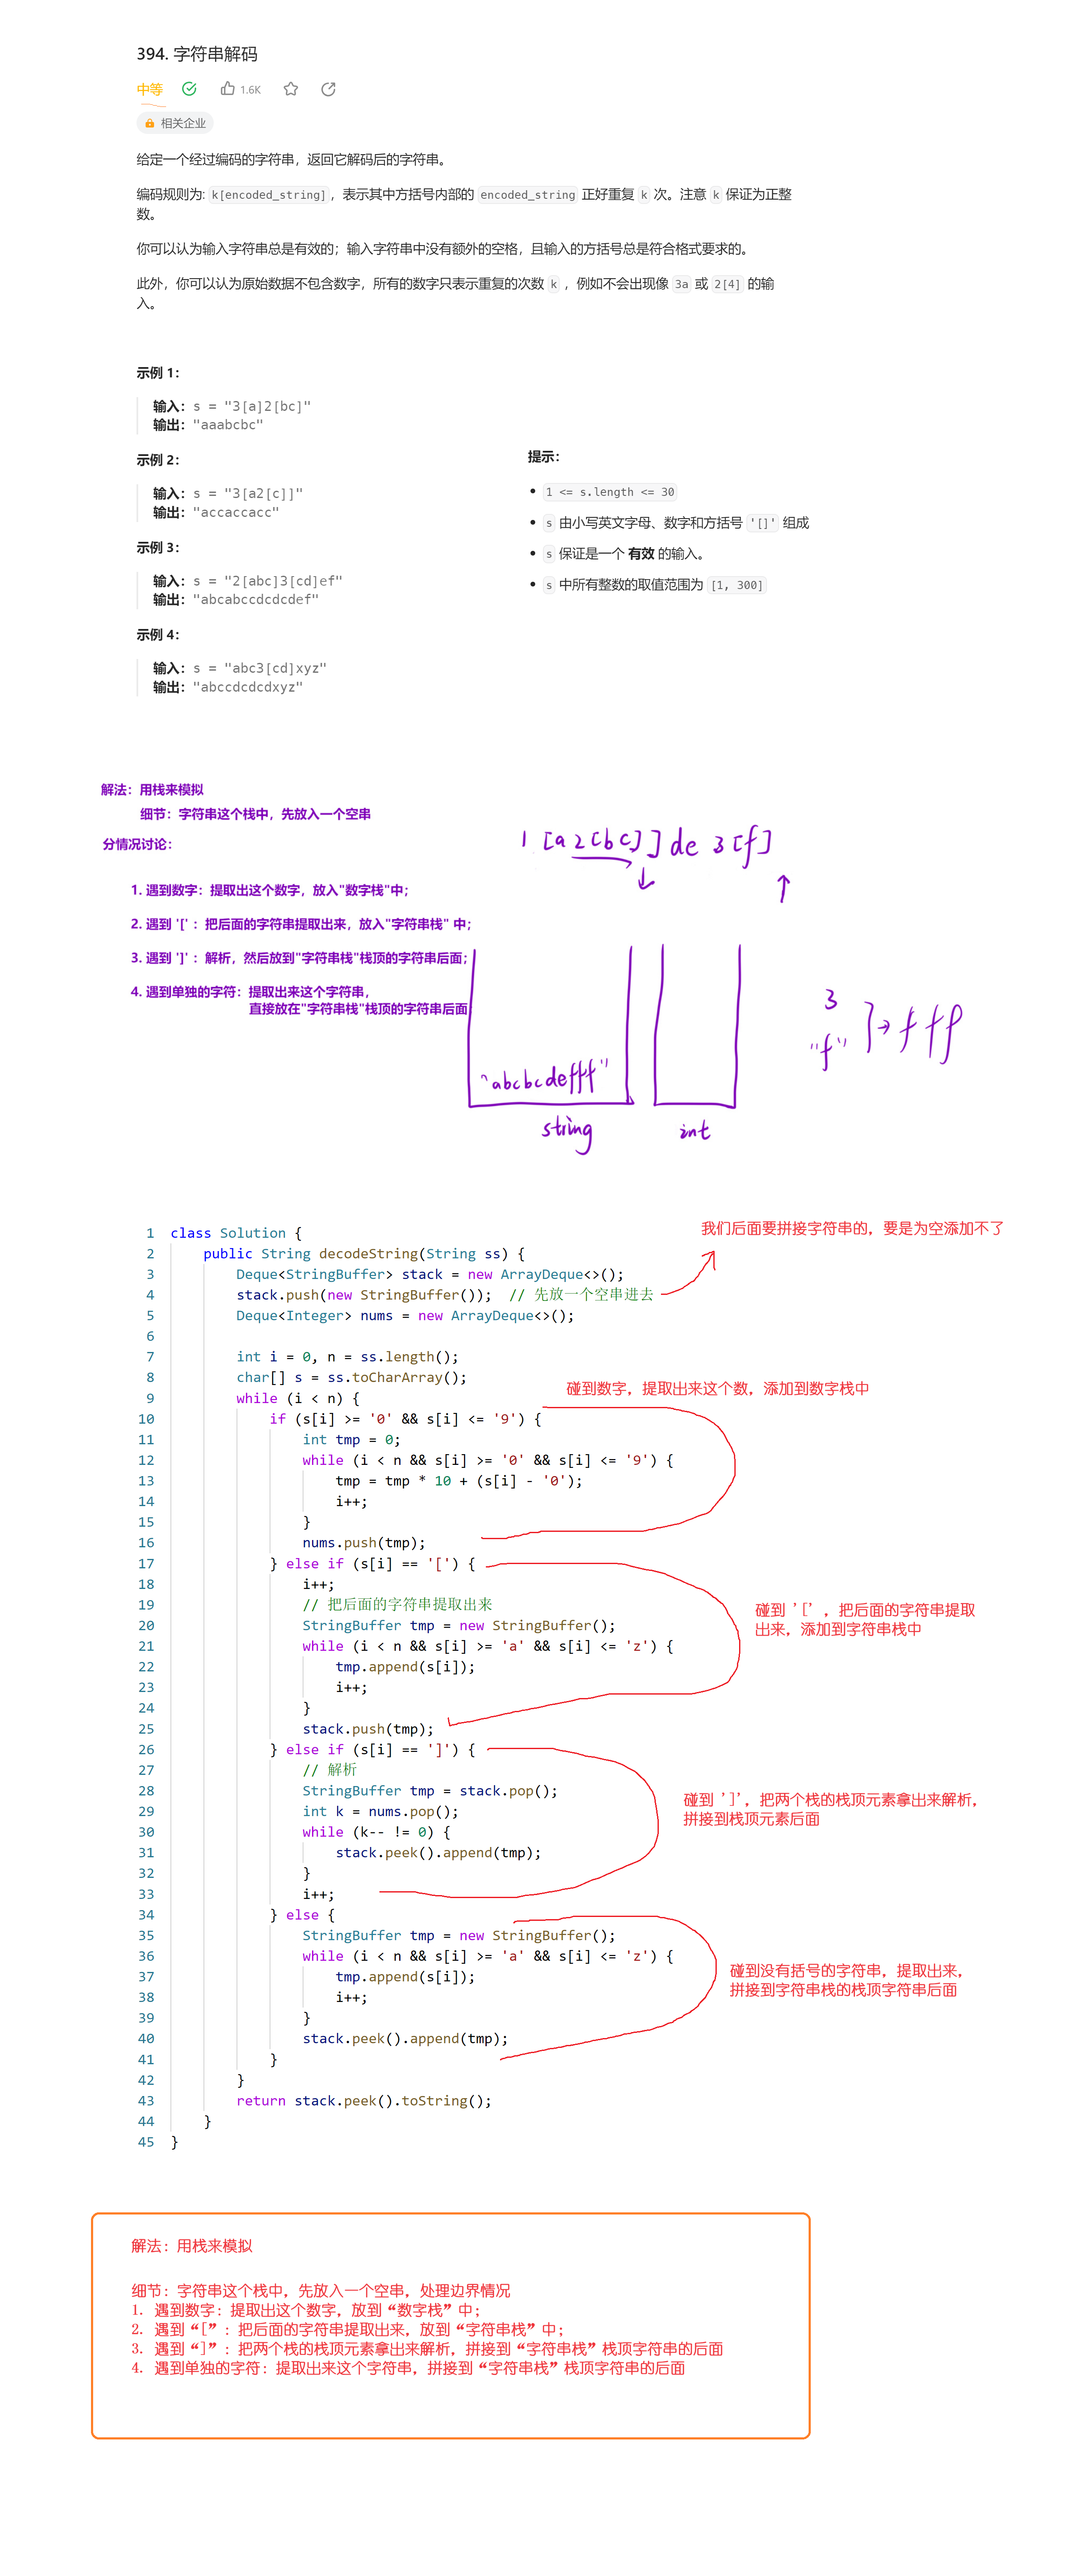 394. 字符串解码
中等 1.6K
相关企业
给定一个经过编码的字符串，返回它解码后的字符串。
编码规则为: k[encoded_string]，表示其中方括号内部的 encoded_string 正好重复 k 次。注意 k 保证为正整
数。
你可以认为输入字符串总是有效的；输入字符串中没有额外的空格，且输入的方括号总是符合格式要求的。
此外，你可以认为原始数据不包含数字，所有的数字只表示重复的次数 k ，例如不会出现像 3a 或 2[4] 的输
入。
示例 1：
输入：s = "3[a]2[bc]"
输出："aaabcbc"
示例 2：
输入：s = "3[a2[c]]"
输出："accaccacc"
示例 3：
输入：s = "2[abc]3[cd]ef"
输出："abcabccdcdcdef"
示例 4：
输入：s = "abc3[cd]xyz"
输出："abccdcdcdxyz"
提示：
1 <= s.length <= 30
s 由小写英文字母、数字和方括号 '[]' 组成
s 保证是一个 有效 的输入。
s 中所有整数的取值范围为 [1, 300]
解法：用栈来模拟
细节：字符串这个栈中，先放入一个空串
分情况讨论：
1. 遇到数字：提取出这个数字，放入"数字栈"中；
2. 遇到 '[' ：把后面的字符串提取出来，放入"字符串栈" 中；
3. 遇到 ']' ：解析，然后放到"字符串栈"栈顶的字符串后面；
4. 遇到单独的字符：提取出来这个字符串，
直接放在"字符串栈"栈顶的字符串后面
1[a2[bc]]de3[f]
"abcbcdefff"
string
int
3
"f"
fff
1 class Solution {
2 public String decodeString(String ss) {
3 Deque<StringBuffer> stack = new ArrayDeque<>();
4 stack.push(new StringBuffer()); // 先放一个空串进去
5 Deque<Integer> nums = new ArrayDeque<>();
6
7 int i = 0, n = ss.length();
8 char[] s = ss.toCharArray();
9 while (i < n) {
10 if (s[i] >= '0' && s[i] <= '9') {
11 int tmp = 0;
12 while (i < n && s[i] >= '0' && s[i] <= '9') {
13 tmp = tmp * 10 + (s[i] - '0');
14 i++;
15 }
16 nums.push(tmp);
17 } else if (s[i] == '[') {
18 i++;
19 // 把后面的字符串提取出来
20 StringBuffer tmp = new StringBuffer();
21 while (i < n && s[i] >= 'a' && s[i] <= 'z') {
22 tmp.append(s[i]);
23 i++;
24 }
25 stack.push(tmp);
26 } else if (s[i] == ']') {
27 // 解析
28 StringBuffer tmp = stack.pop();
29 int k = nums.pop();
30 while (k-- != 0) {
31 stack.peek().append(tmp);
32 }
33 i++;
34 } else {
35 StringBuffer tmp = new StringBuffer();
36 while (i < n && s[i] >= 'a' && s[i] <= 'z') {
37 tmp.append(s[i]);
38 i++;
39 }
40 stack.peek().append(tmp);
41 }
42 }
43 return stack.peek().toString();
44 }
45 }
我们后面要拼接字符串的，要是为空添加不了
碰到数字，提取出来这个数，添加到数字栈中
碰到 '[' ，把后面的字符串提取
出来，添加到字符串栈中
碰到 ']'，把两个栈的栈顶元素拿出来解析，
拼接到栈顶元素后面
碰到没有括号的字符串，提取出来，
拼接到字符串栈的栈顶字符串后面
解法：用栈来模拟
细节：字符串这个栈中，先放入一个空串，处理边界情况
1. 遇到数字：提取出这个数字，放到“数字栈”中；
2. 遇到“[”：把后面的字符串提取出来，放到“字符串栈”中；
3. 遇到“]”：把两个栈的栈顶元素拿出来解析，拼接到“字符串栈”栈顶字符串的后面
4. 遇到单独的字符：提取出来这个字符串，拼接到“字符串栈”栈顶字符串的后面